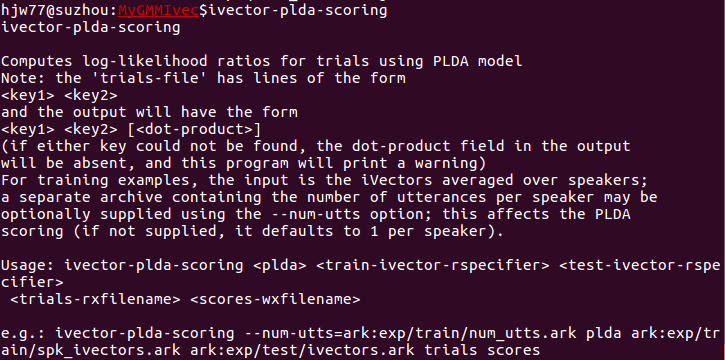 hjw77@suzhou:MyGMMIvec$ivector-plda-scoring
ivector-plda-scoring
Computes log-likelihood ratios for trials using PLDA model
Note: the 'trials-file' has lines of the form
<key1> <key2>
and the output will have the form
<key1> <key2> [<dot-product>]
(if either key could not be found, the dot-product field in the output
will be absent, and this program will print a warning)
For training examples, the input is the iVectors averaged over speakers;
a separate archive containing the number of utterances per speaker may be
optionally supplied using the --num-utts option; this affects the PLDA
scoring (if not supplied, it defaults to 1 per speaker).
Usage: ivector-plda-scoring <plda> <train-ivector-rspecifier> <test-ivector-rspe
cifier>
<trials-rxfilename> <scores-wxfilename>
e.g.: ivector-plda-scoring --num-utts=ark:exp/train/num_utts.ark plda ark:exp/tr
ain/spk_ivectors.ark ark:exp/test/ivectors.ark trials scores